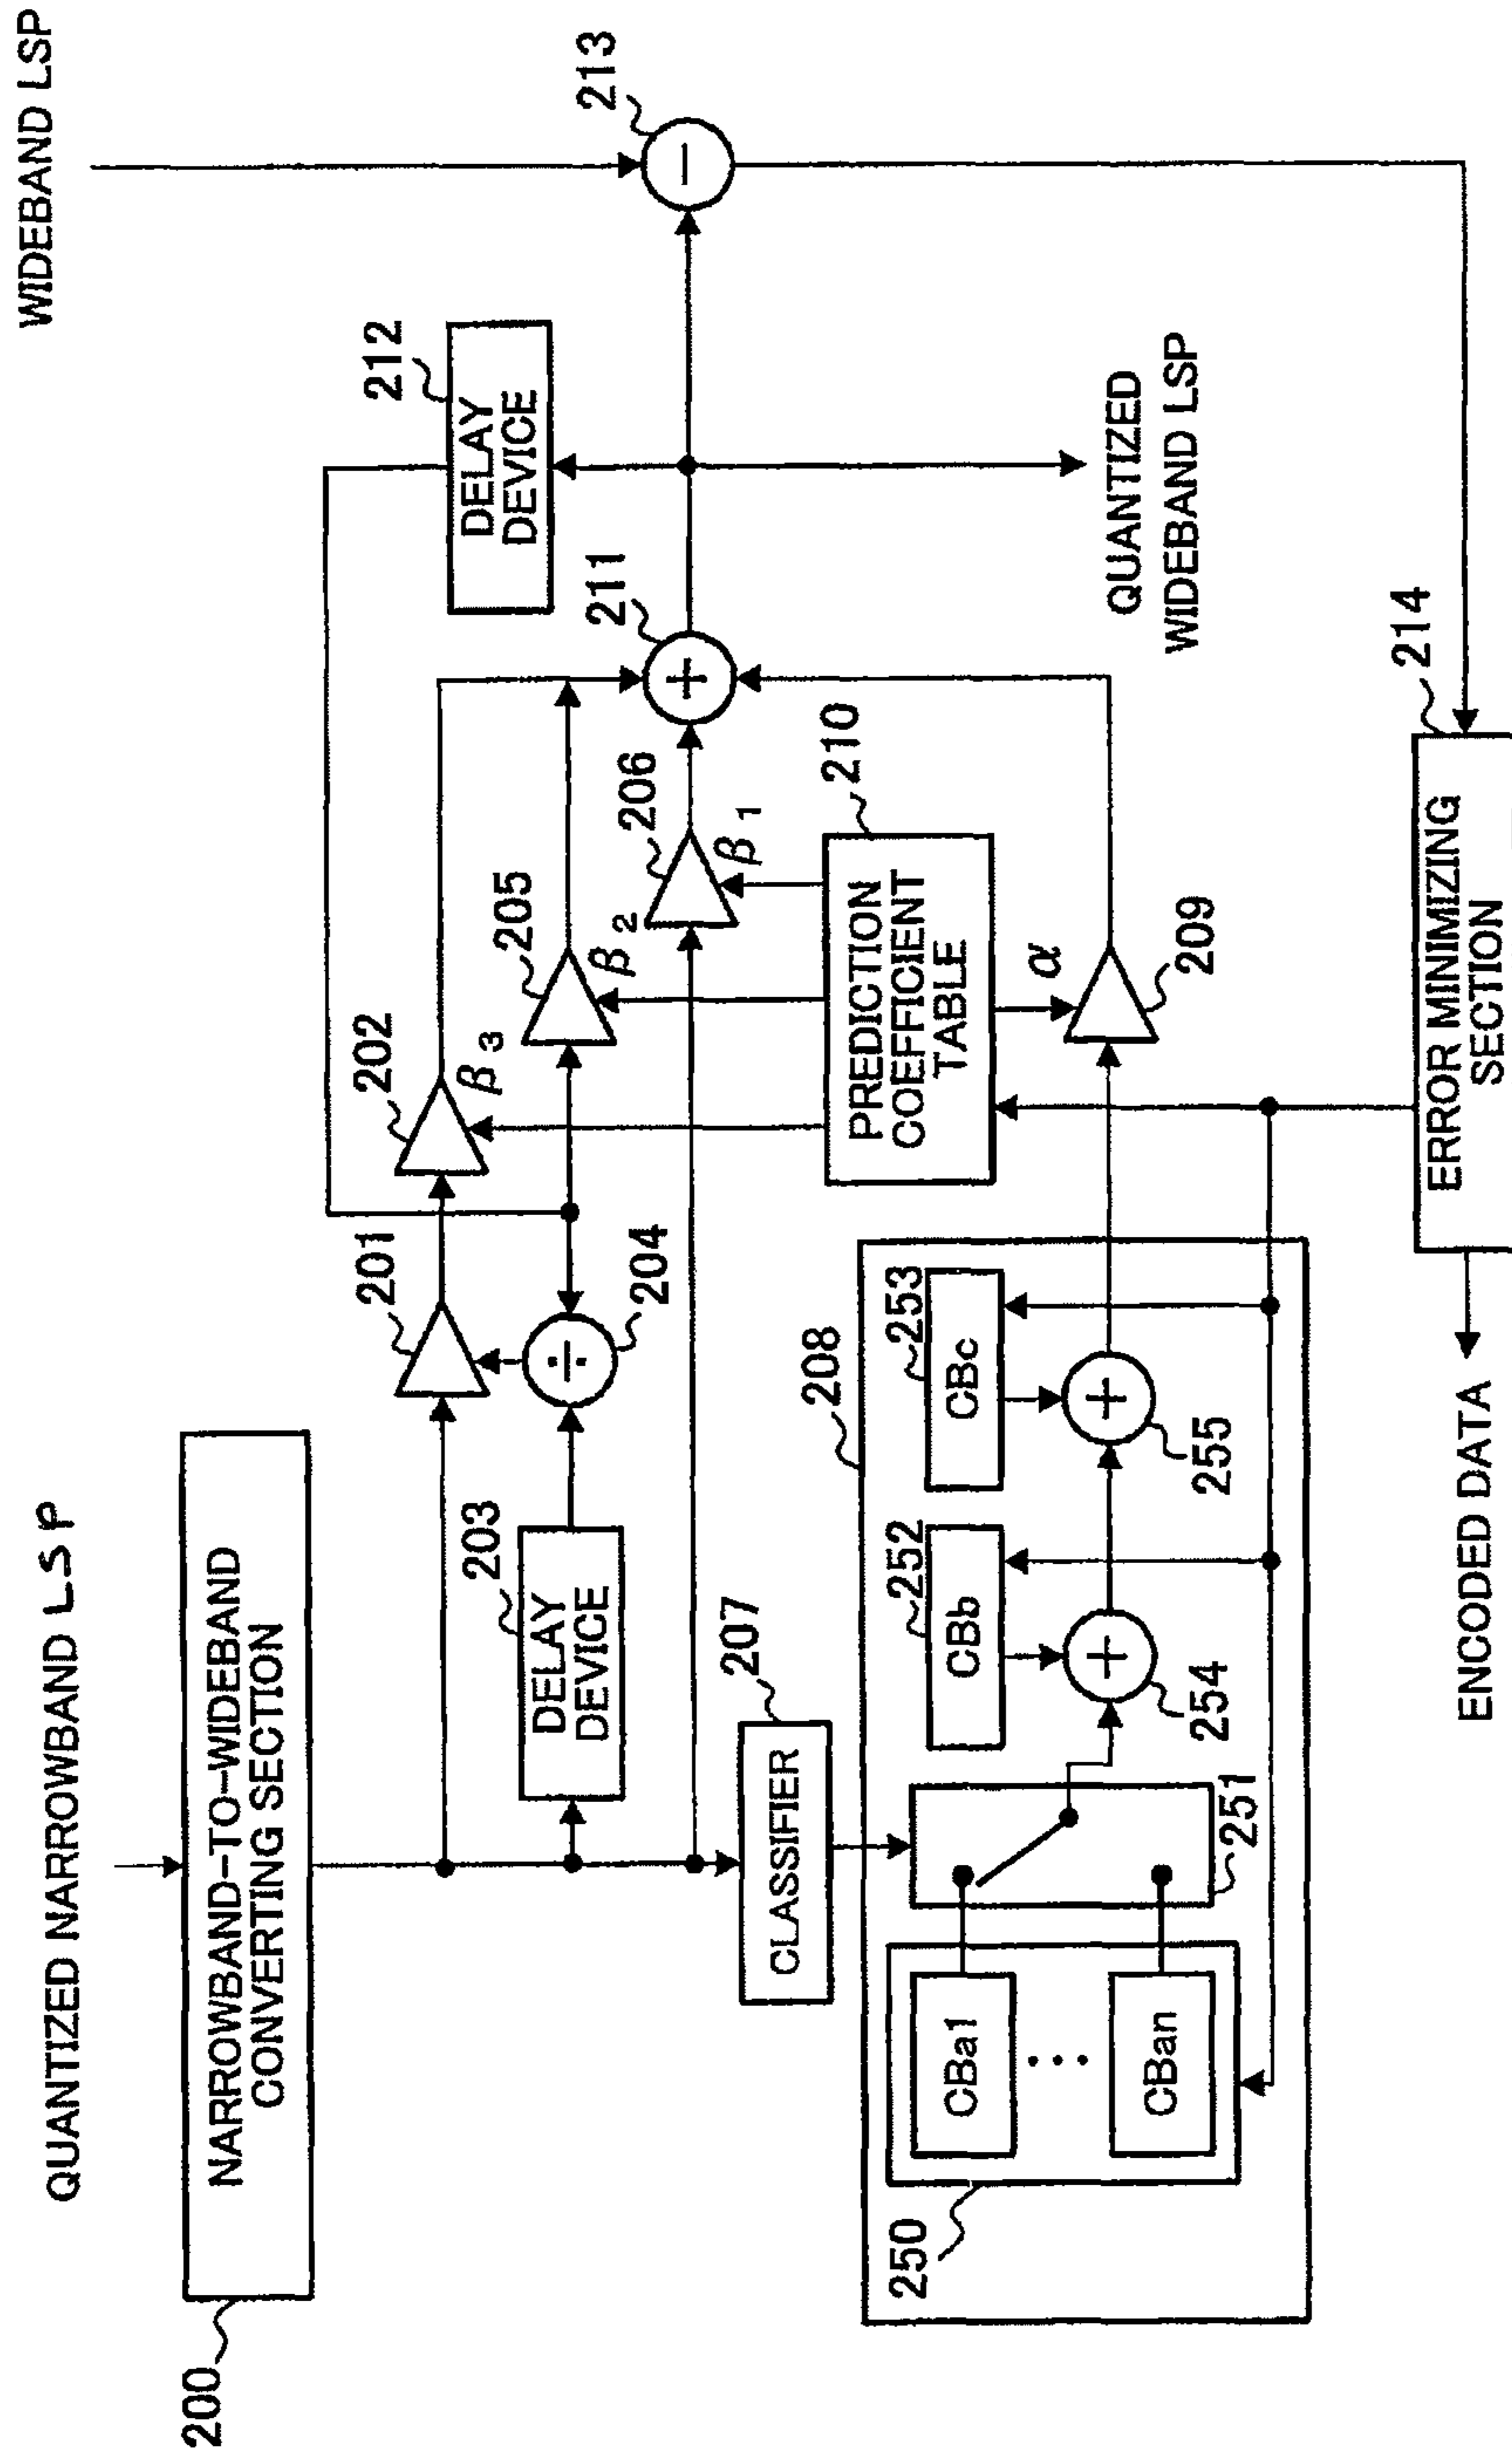 QUANTIZED NARROWBAND LSP
WIDEBAND LSP
200
NARROWBAND-TO-WIDEBAND
CONVERTING SECTION
201
202
β3
212
DELAY
DEVICE
213
203
DELAY
DEVICE
204
205
β2
211
206
β1
207
CLASSIFIER
208
210
PREDICTION
COEFFICIENT
TABLE
QUANTIZED
WIDEBAND LSP
250
CBa1
CBan
251
252
CBb
253
CBc
254
255
α
209
214
ERROR MINIMIZING
SECTION
ENCODED DATA